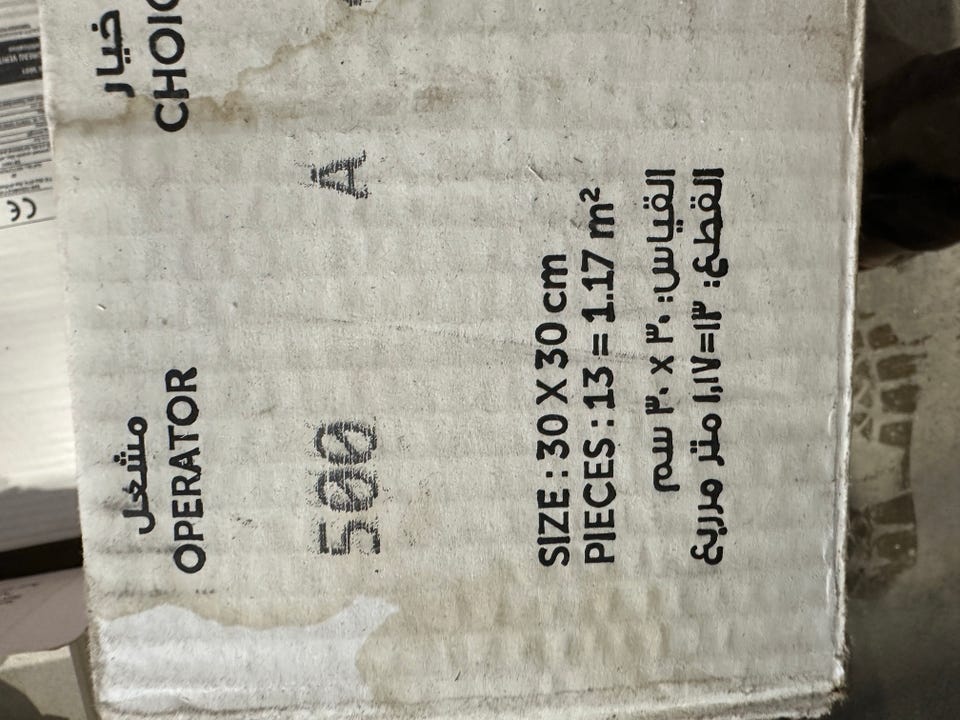 مشغل
خيار
OPERATOR
CHOIC
500
A
SIZE : 30 X 30 cm
PIECES : 13 = 1.17 m²
القياس: ٣٠ x ٣٠ سم
القطع: ١٣=١,١٧ متر مربع
CE